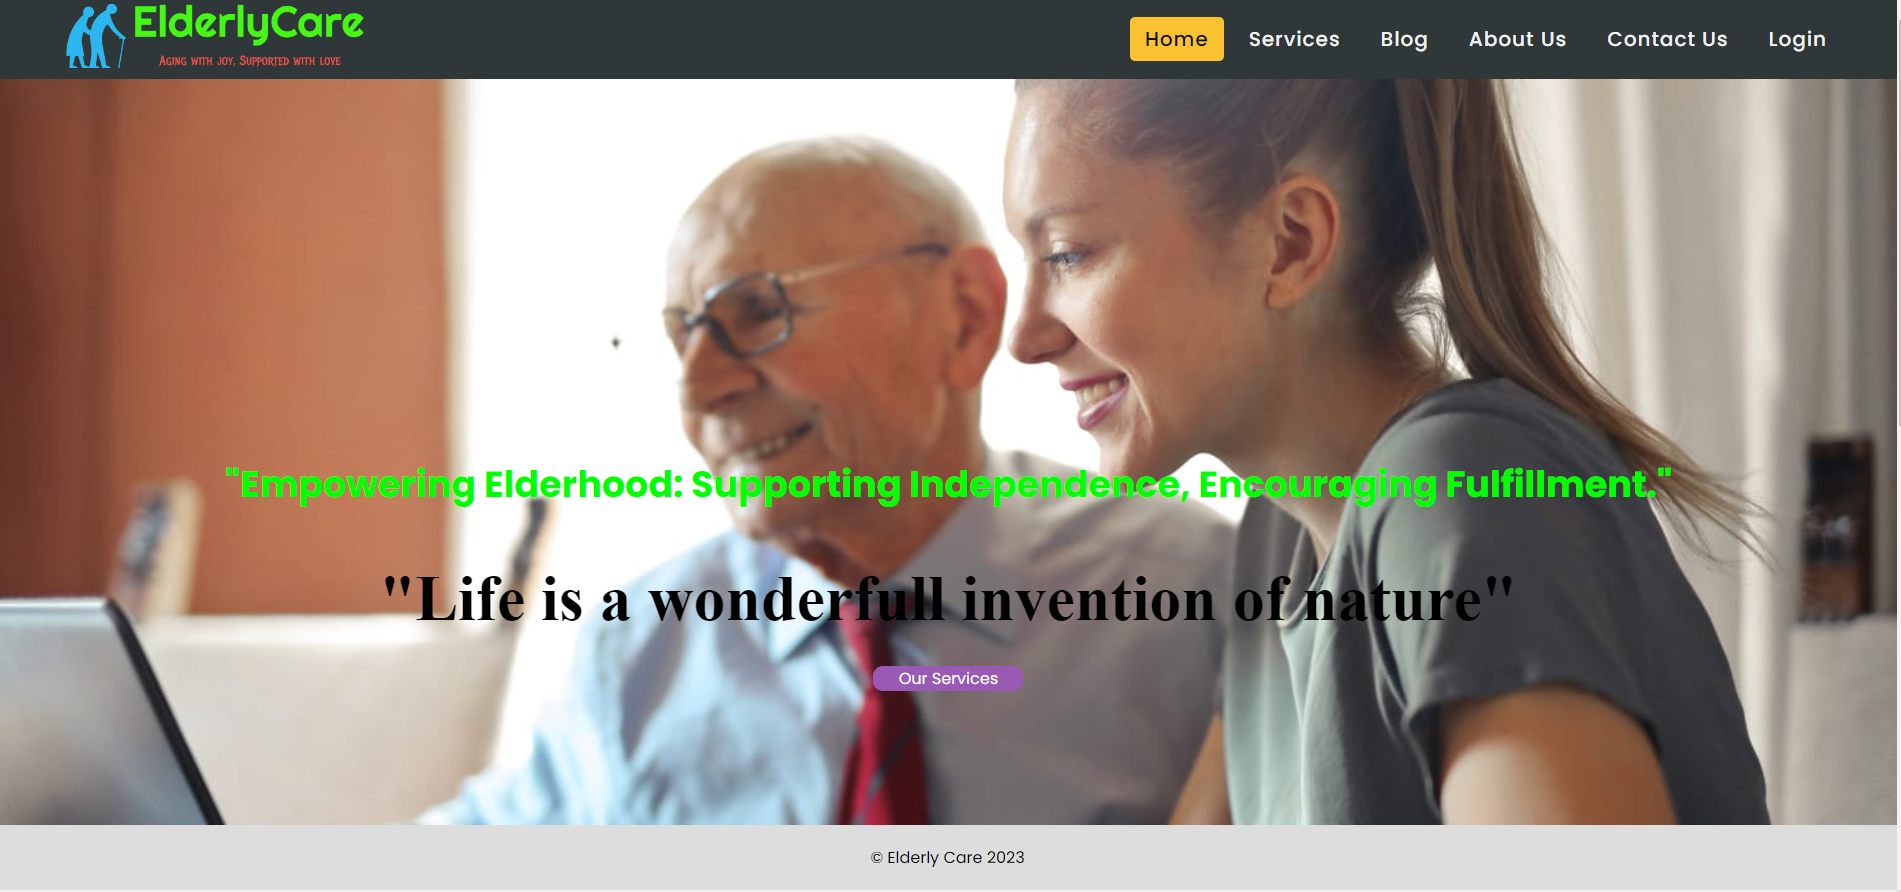 ElderlyCare
Aging with joy, Supported with love
Home Services Blog About Us Contact Us Login
"Empowering Elderhood: Supporting Independence, Encouraging Fulfillment."
"Life is a wonderfull invention of nature"
Our Services
© Elderly Care 2023